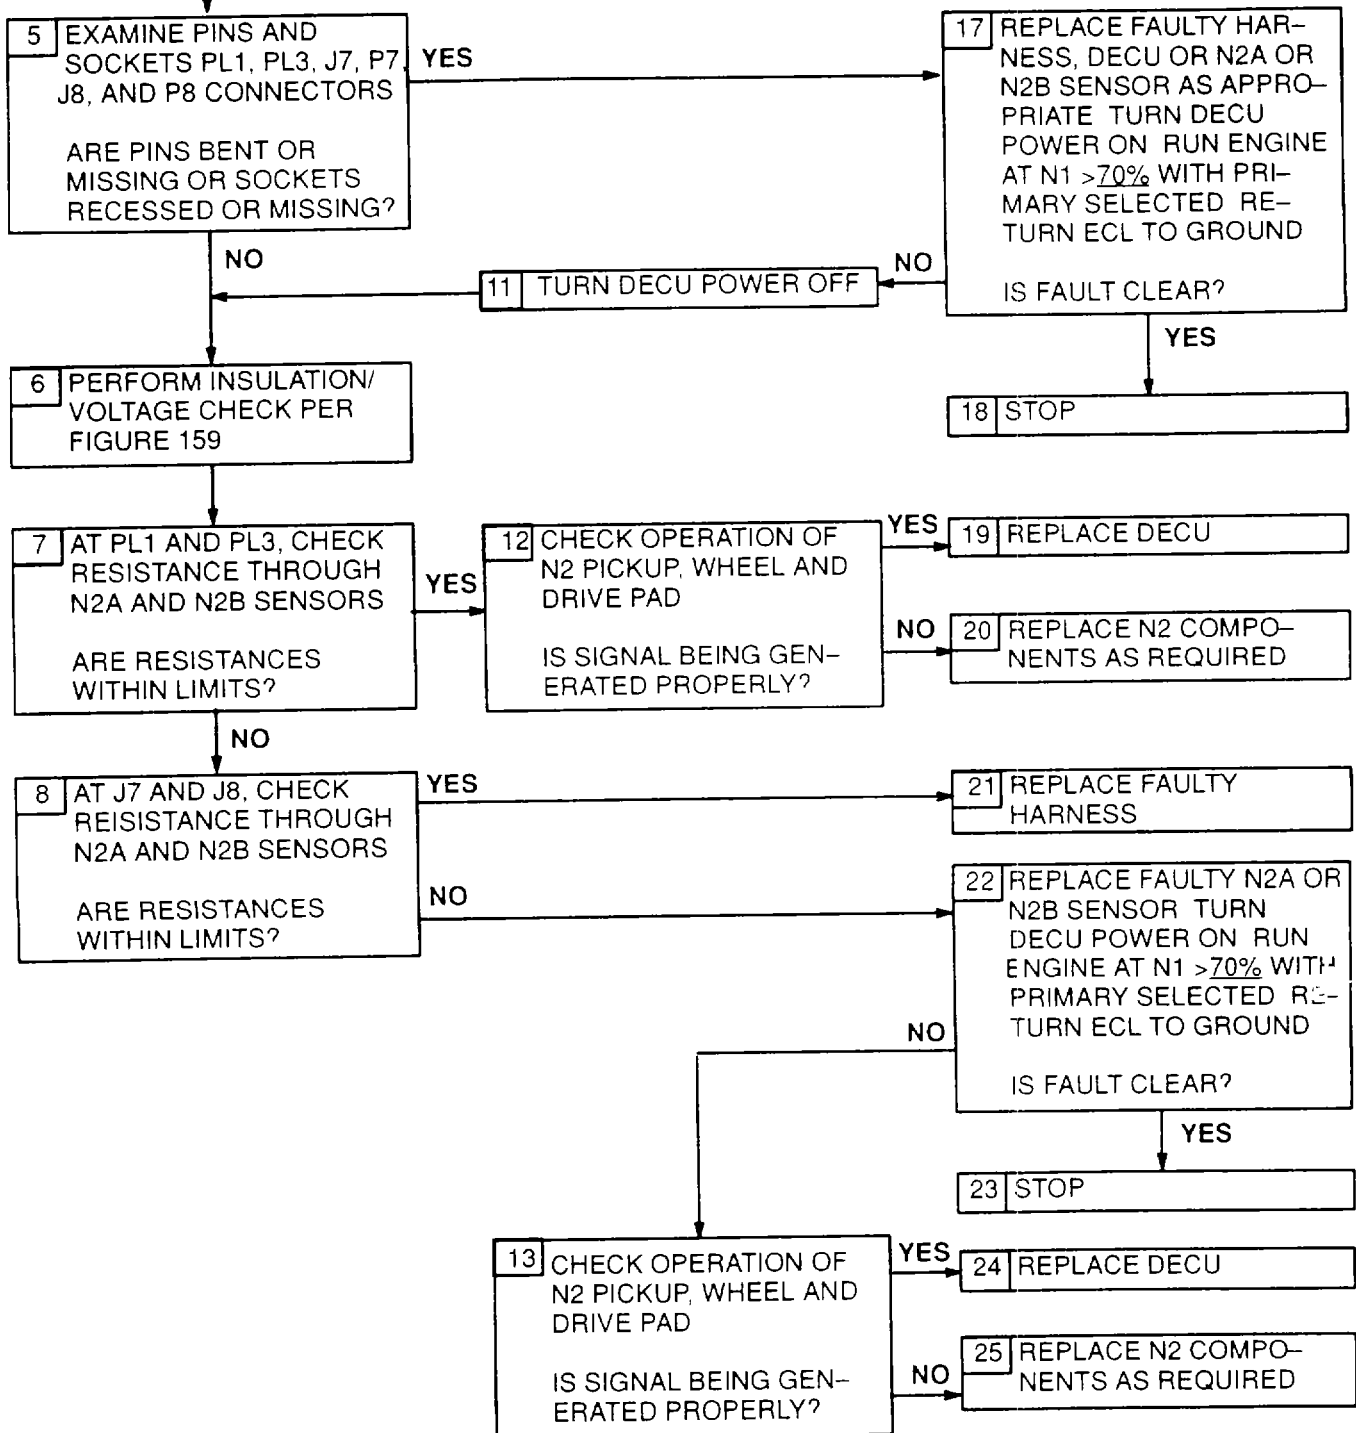 5 EXAMINE PINS AND
SOCKETS PL1, PL3, J7, P7
J8, AND P8 CONNECTORS
ARE PINS BENT OR
MISSING OR SOCKETS
RECESSED OR MISSING?
YES
NO
17 REPLACE FAULTY HAR–
NESS, DECU OR N2A OR
N2B SENSOR AS APPRO–
PRIATE TURN DECU
POWER ON RUN ENGINE
AT N1 >70% WITH PRI–
MARY SELECTED RE–
TURN ECL TO GROUND
IS FAULT CLEAR?
NO
11 TURN DECU POWER OFF
YES
18 STOP
6 PERFORM INSULATION/
VOLTAGE CHECK PER
FIGURE 159
7 AT PL1 AND PL3, CHECK
RESISTANCE THROUGH
N2A AND N2B SENSORS
ARE RESISTANCES
WITHIN LIMITS?
YES
NO
12 CHECK OPERATION OF
N2 PICKUP, WHEEL AND
DRIVE PAD
IS SIGNAL BEING GEN–
ERATED PROPERLY?
YES
19 REPLACE DECU
NO
20 REPLACE N2 COMPO–
NENTS AS REQUIRED
8 AT J7 AND J8, CHECK
REISISTANCE THROUGH
N2A AND N2B SENSORS
ARE RESISTANCES
WITHIN LIMITS?
YES
21 REPLACE FAULTY
HARNESS
NO
22 REPLACE FAULTY N2A OR
N2B SENSOR TURN
DECU POWER ON RUN
ENGINE AT N1 >70% WITH
PRIMARY SELECTED RE–
TURN ECL TO GROUND
IS FAULT CLEAR?
NO
YES
23 STOP
13 CHECK OPERATION OF
N2 PICKUP, WHEEL AND
DRIVE PAD
IS SIGNAL BEING GEN–
ERATED PROPERLY?
YES
24 REPLACE DECU
NO
25 REPLACE N2 COMPO–
NENTS AS REQUIRED